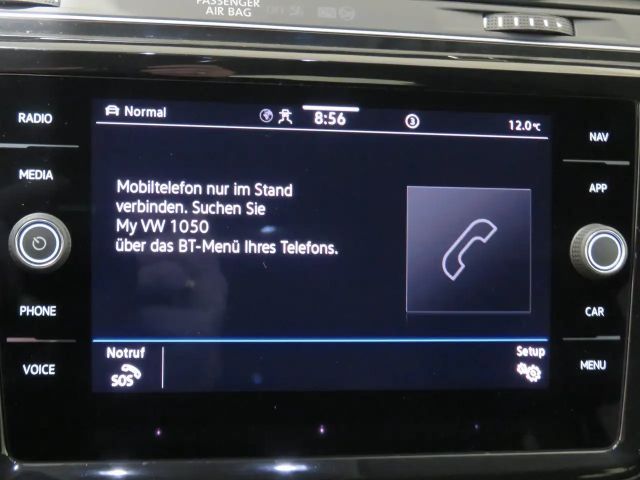 PASSENGER
AIR BAG
RADIO
MEDIA
PHONE
VOICE
Normal
8:56
3
12.0°C
Mobiltelefon nur im Stand
verbinden. Suchen Sie
My VW 1050
über das BT-Menü Ihres Telefons.
Notruf
SOS
Setup
NAV
APP
CAR
MENU